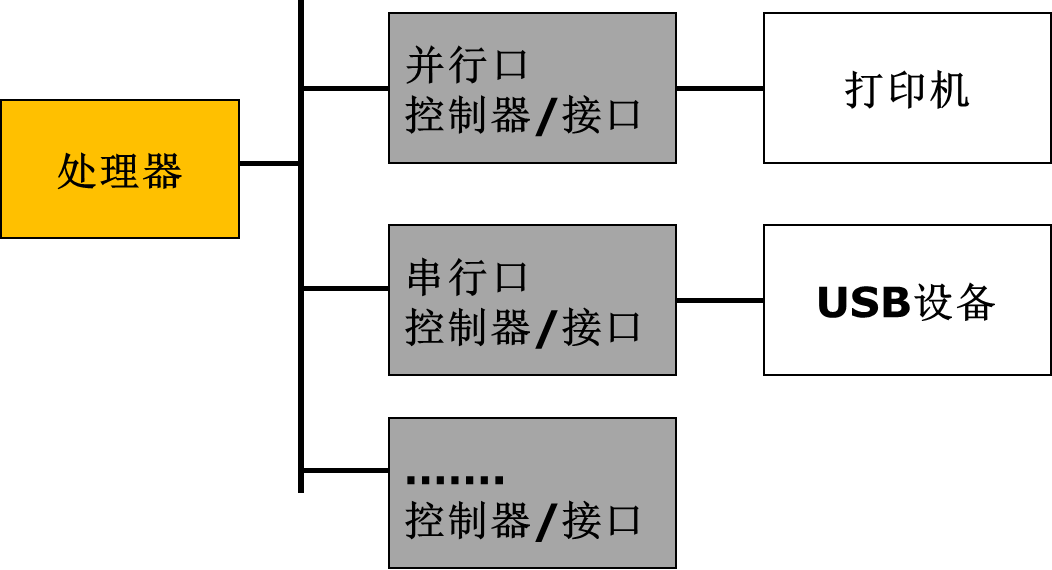 并行口
控制器/接口
打印机
处理器
串行口
控制器/接口
USB设备
.......
控制器/接口